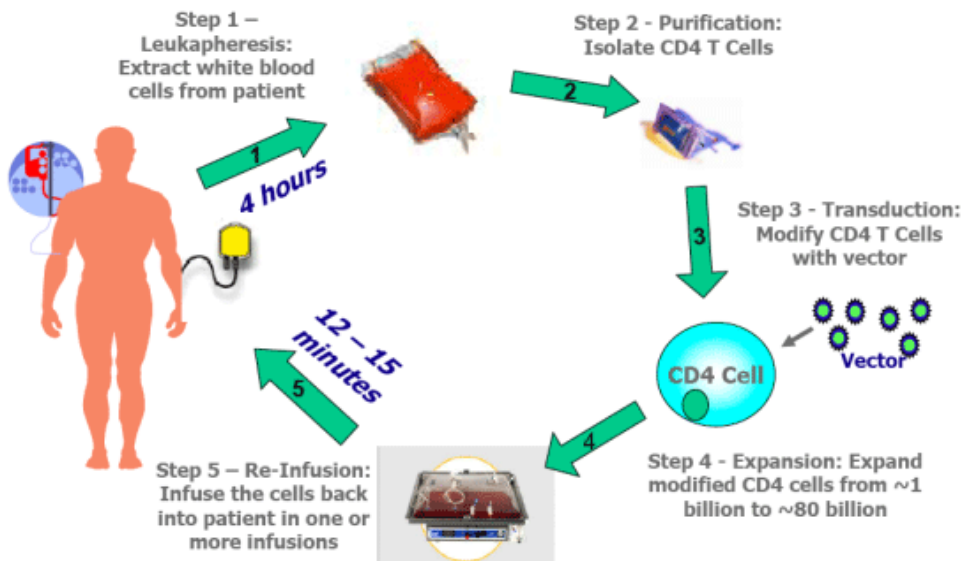 Step 1 –
Leukapheresis:
Extract white blood
cells from patient
1
4 hours
Step 2 - Purification:
Isolate CD4 T Cells
2
Step 3 - Transduction:
Modify CD4 T Cells
with vector
3
Vector
CD4 Cell
Step 4 - Expansion: Expand
modified CD4 cells from ~1
billion to ~80 billion
4
12 – 15
minutes
5
Step 5 – Re-Infusion:
Infuse the cells back
into patient in one or
more infusions